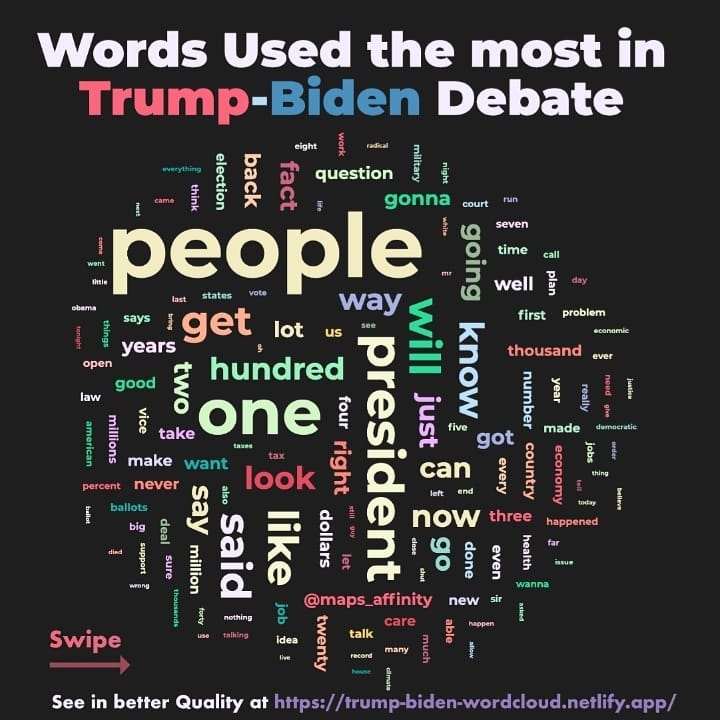 Words Used the most in
Trump-Biden Debate
eight
work
radical
military
night
everything
election
back
fact
question
think
came
life
gonna
court
run
next
white
going
seven
people
come
went
little
time
call
mr
well
plan
day
last
states
vote
way
obama
tonight
things
says
bring
get
lot
us
see
will
know
first
problem
economic
years
oh
president
thousand
ever
open
good
two
hundred
law
one
four
just
five
number
year
really
need
give
justice
american
millions
vice
take
taxes
tax
got
made
democratic
jobs
order
thing
make
want
look
right
can
every
country
economy
tell
today
believe
percent
never
left
end
ballot
ballots
say
also
said
like
dollars
still
guy
let
now
three
happened
big
deal
sure
million
died
support
wrong
thousands
close
shut
go
done
even
health
far
issue
wanna
@maps_affinity
new
sir
asked
forty
use
nothing
talking
job
idea
live
twenty
talk
care
record
many
much
able
happen
allow
house
climate
Swipe
See in better Quality at https://trump-biden-wordcloud.netlify.app/